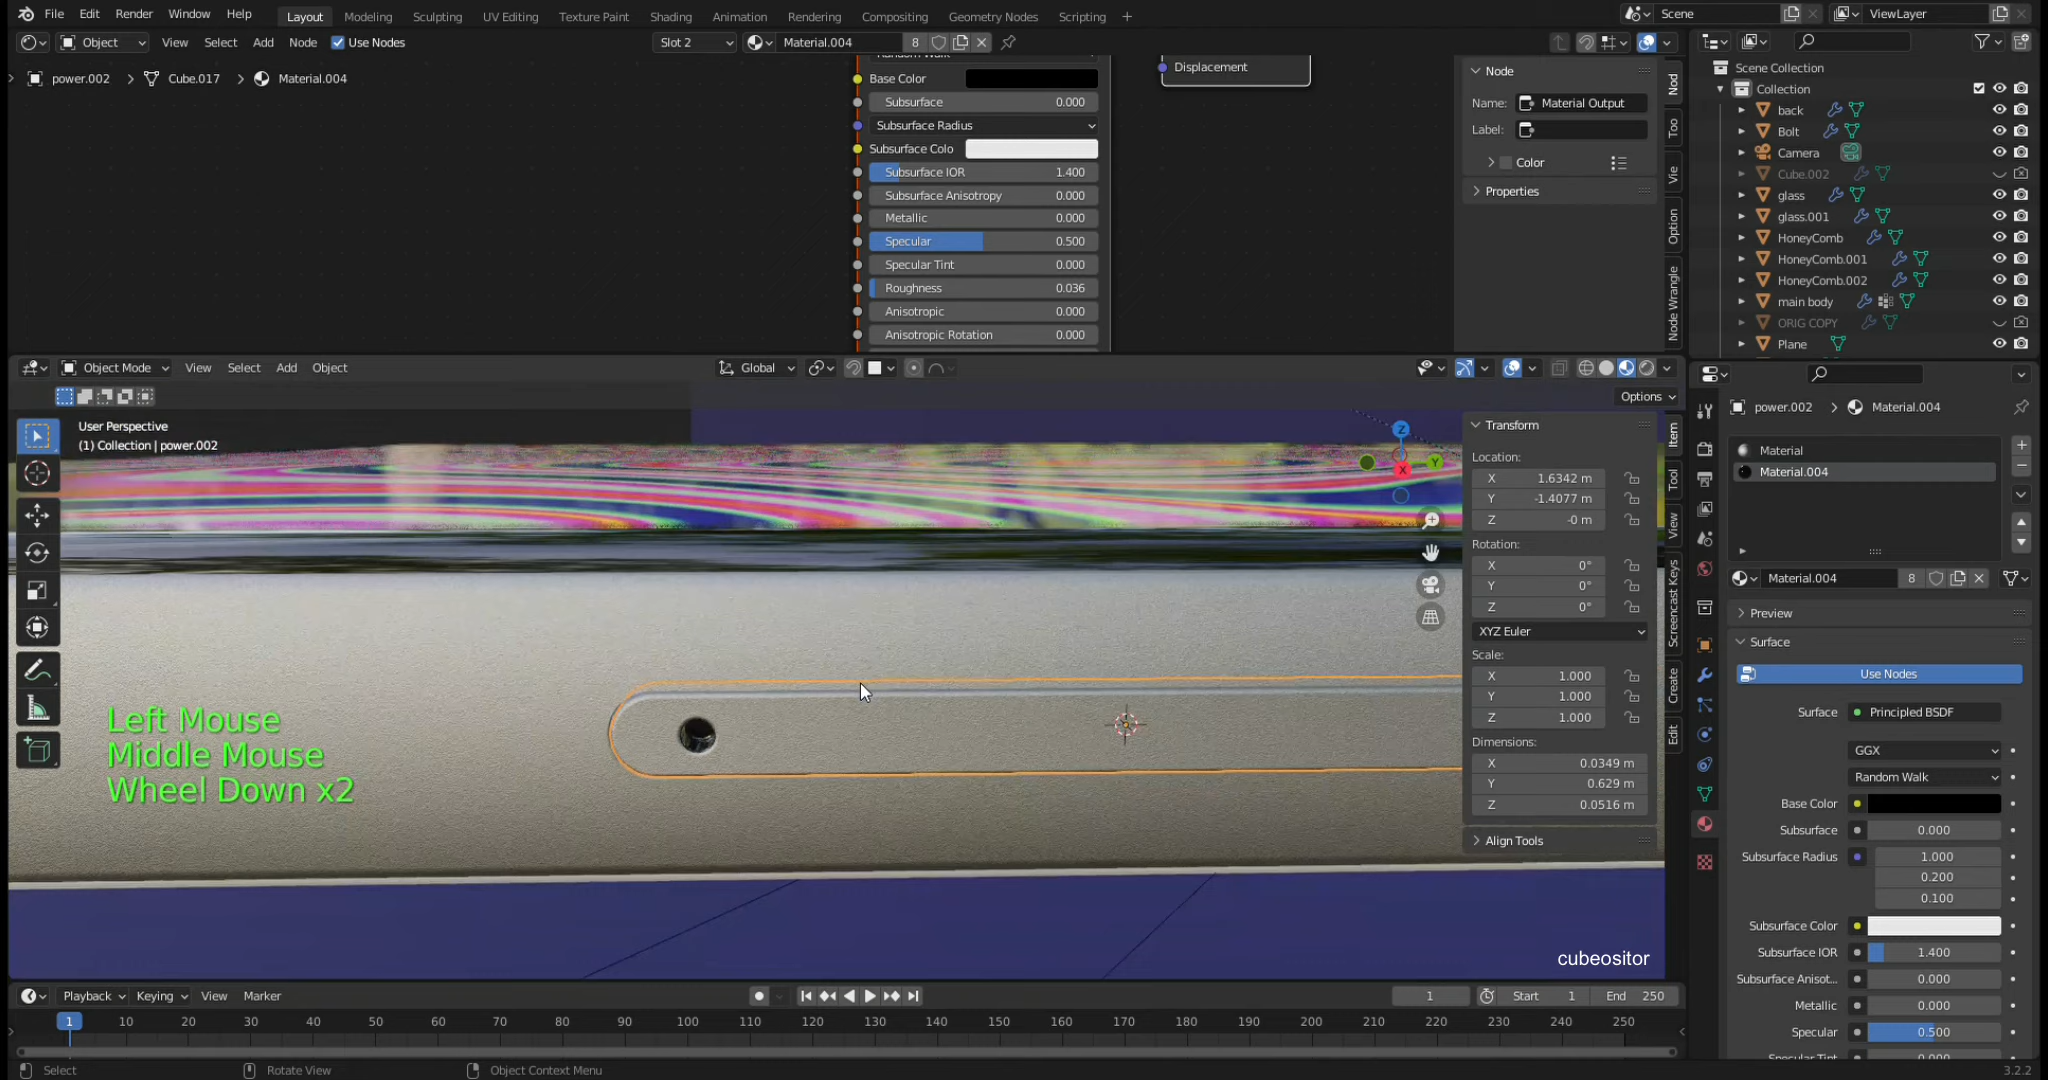 File Edit Render Window Help Layout Modeling Sculpting UV Editing Texture Paint Shading Animation Rendering Compositing Geometry Nodes Scripting + Scene ViewLayer
Object View Select Add Node Use Nodes Slot 2 Material.004 8
power.002 > Cube.017 > Material.004
Base Color
Subsurface 0.000
Subsurface Radius
Subsurface Colo
Subsurface IOR 1.400
Subsurface Anisotropy 0.000
Metallic 0.000
Specular 0.500
Specular Tint 0.000
Roughness 0.036
Anisotropic 0.000
Anisotropic Rotation 0.000
Displacement
Node
Name: Material Output
Label:
Color
Properties
Nod
Too
Vie
Option
Node Wrangle
Scene Collection
Collection
back
Bolt
Camera
Cube.002
glass
glass.001
HoneyComb
HoneyComb.001
HoneyComb.002
main body
ORIG COPY
Plane
Object Mode View Select Add Object Global
Options
User Perspective
(1) Collection | power.002
Left Mouse
Middle Mouse
Wheel Down x2
Z
Y
X
Transform
Location:
X 1.6342 m
Y -1.4077 m
Z -0 m
Rotation:
X 0°
Y 0°
Z 0°
XYZ Euler
Scale:
X 1.000
Y 1.000
Z 1.000
Dimensions:
X 0.0349 m
Y 0.629 m
Z 0.0516 m
Align Tools
Item
Tool
View
Screencast Keys
Create
Edit
cubeositor
power.002 > Material.004
Material
Material.004
Material.004 8
Preview
Surface
Use Nodes
Surface Principled BSDF
GGX
Random Walk
Base Color
Subsurface 0.000
Subsurface Radius 1.000
0.200
0.100
Subsurface Color
Subsurface IOR 1.400
Subsurface Anisot... 0.000
Metallic 0.000
Specular 0.500
Playback Keying View Marker 1 Start 1 End 250
1 10 20 30 40 50 60 70 80 90 100 110 120 130 140 150 160 170 180 190 200 210 220 230 240 250
Select Rotate View Object Context Menu 3.2.2